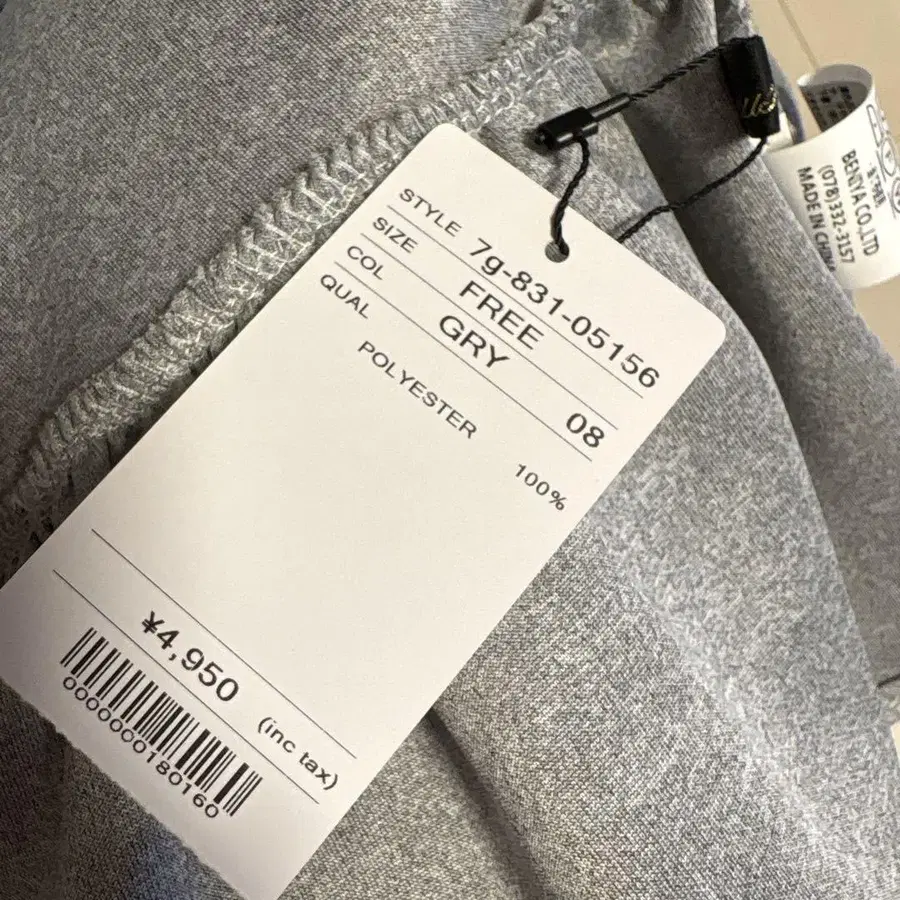 STYLE 7g-831-05156
SIZE FREE
COL GRY 08
QUAL
POLYESTER 100%
¥4,950 (inc tax)
0000000180160
BENSYA CO.,LTD
(078)332-3157
MADE IN CHINA